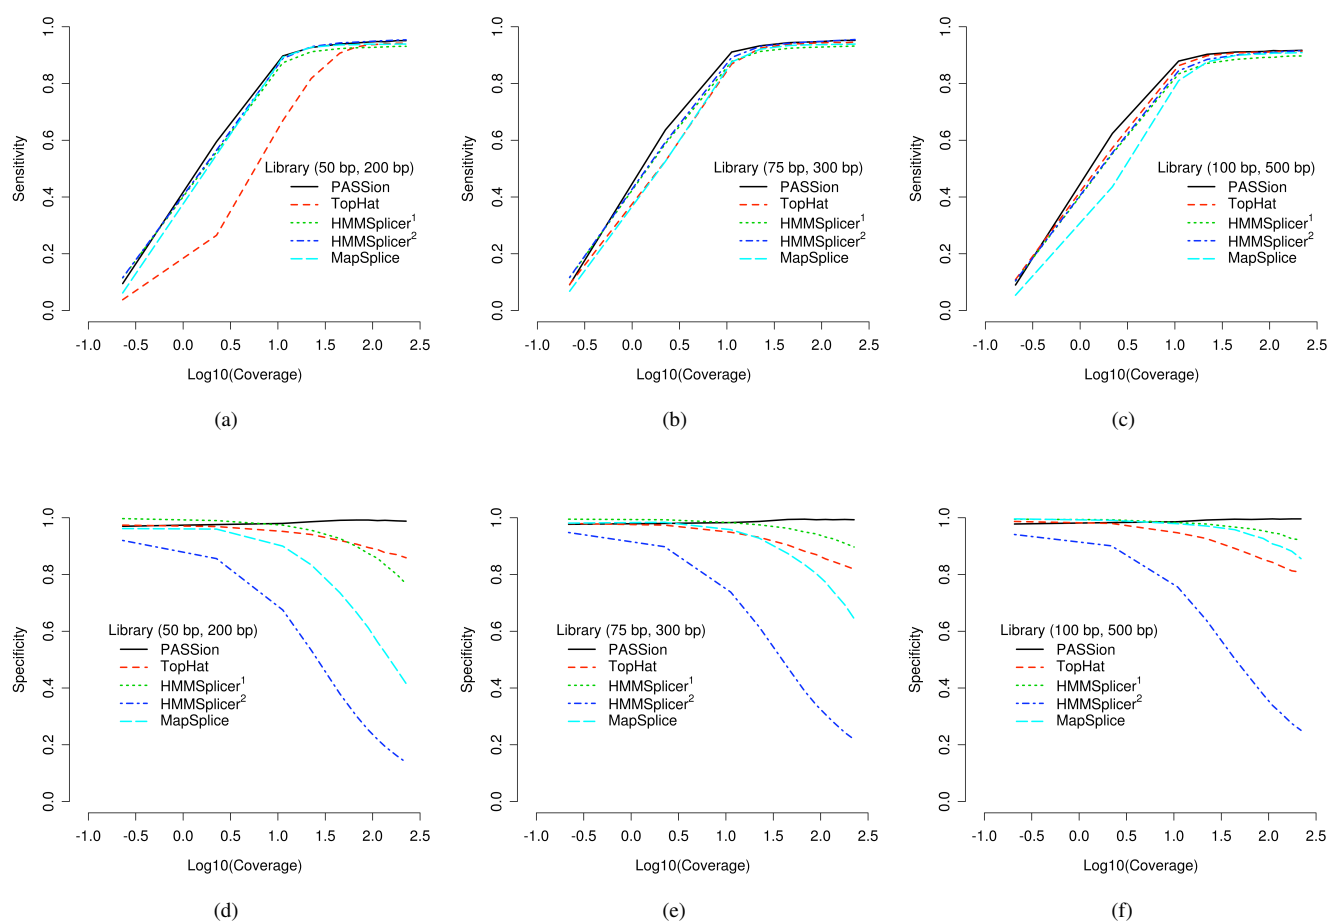 Sensitivity
0.0 0.2 0.4 0.6 0.8 1.0
Library (50 bp, 200 bp)
PASSion
TopHat
HMMSplicer1
HMMSplicer2
MapSplice
-1.0 -0.5 0.0 0.5 1.0 1.5 2.0 2.5
Log10(Coverage)
(a)
Sensitivity
0.0 0.2 0.4 0.6 0.8 1.0
Library (75 bp, 300 bp)
PASSion
TopHat
HMMSplicer1
HMMSplicer2
MapSplice
-1.0 -0.5 0.0 0.5 1.0 1.5 2.0 2.5
Log10(Coverage)
(b)
Sensitivity
0.0 0.2 0.4 0.6 0.8 1.0
Library (100 bp, 500 bp)
PASSion
TopHat
HMMSplicer1
HMMSplicer2
MapSplice
-1.0 -0.5 0.0 0.5 1.0 1.5 2.0 2.5
Log10(Coverage)
(c)
Specificity
0.0 0.2 0.4 0.6 0.8 1.0
Library (50 bp, 200 bp)
PASSion
TopHat
HMMSplicer1
HMMSplicer2
MapSplice
-1.0 -0.5 0.0 0.5 1.0 1.5 2.0 2.5
Log10(Coverage)
(d)
Specificity
0.0 0.2 0.4 0.6 0.8 1.0
Library (75 bp, 300 bp)
PASSion
TopHat
HMMSplicer1
HMMSplicer2
MapSplice
-1.0 -0.5 0.0 0.5 1.0 1.5 2.0 2.5
Log10(Coverage)
(e)
Specificity
0.0 0.2 0.4 0.6 0.8 1.0
Library (100 bp, 500 bp)
PASSion
TopHat
HMMSplicer1
HMMSplicer2
MapSplice
-1.0 -0.5 0.0 0.5 1.0 1.5 2.0 2.5
Log10(Coverage)
(f)